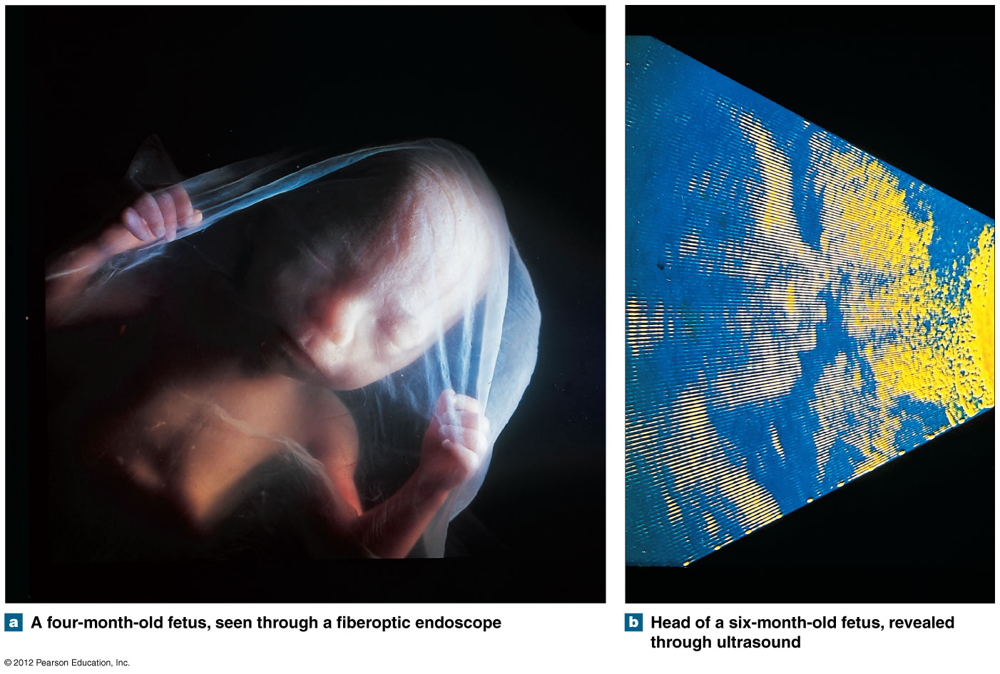 a A four-month-old fetus, seen through a fiberoptic endoscope
b Head of a six-month-old fetus, revealed
through ultrasound
© 2012 Pearson Education, Inc.